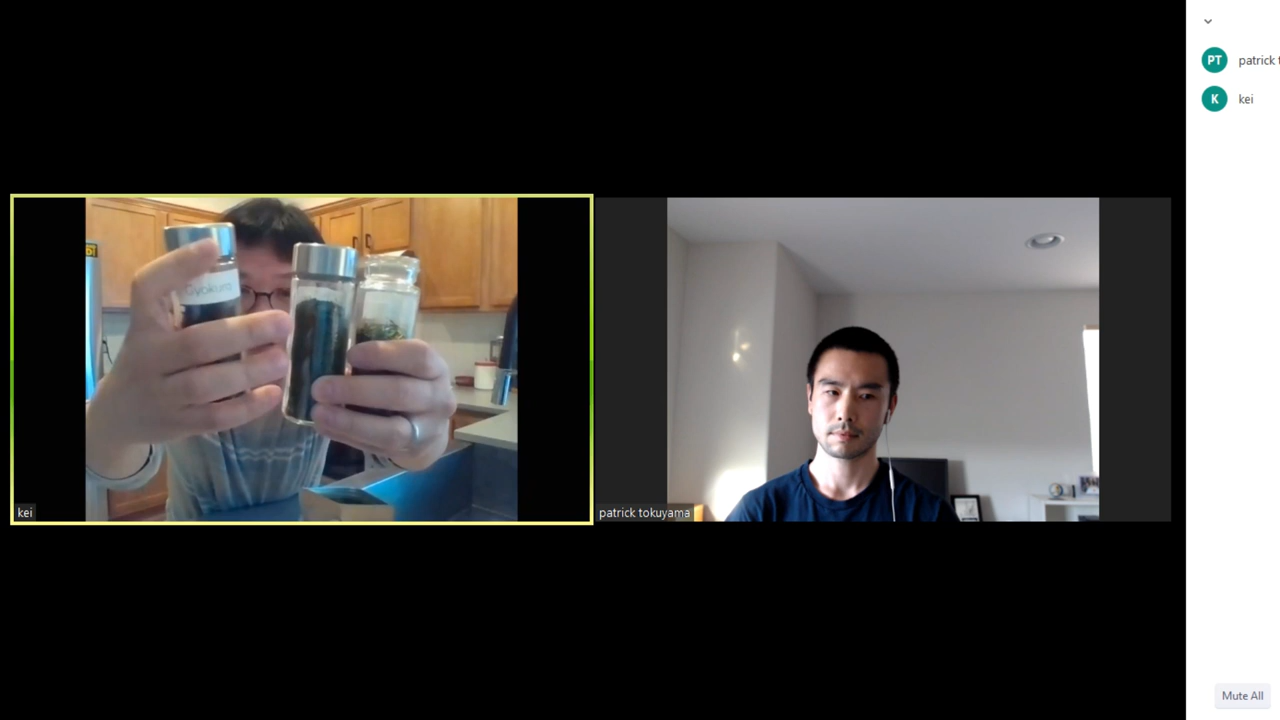 Gyokuro
kei
patrick tokuyama
PT
patrick t
K
kei
Mute All